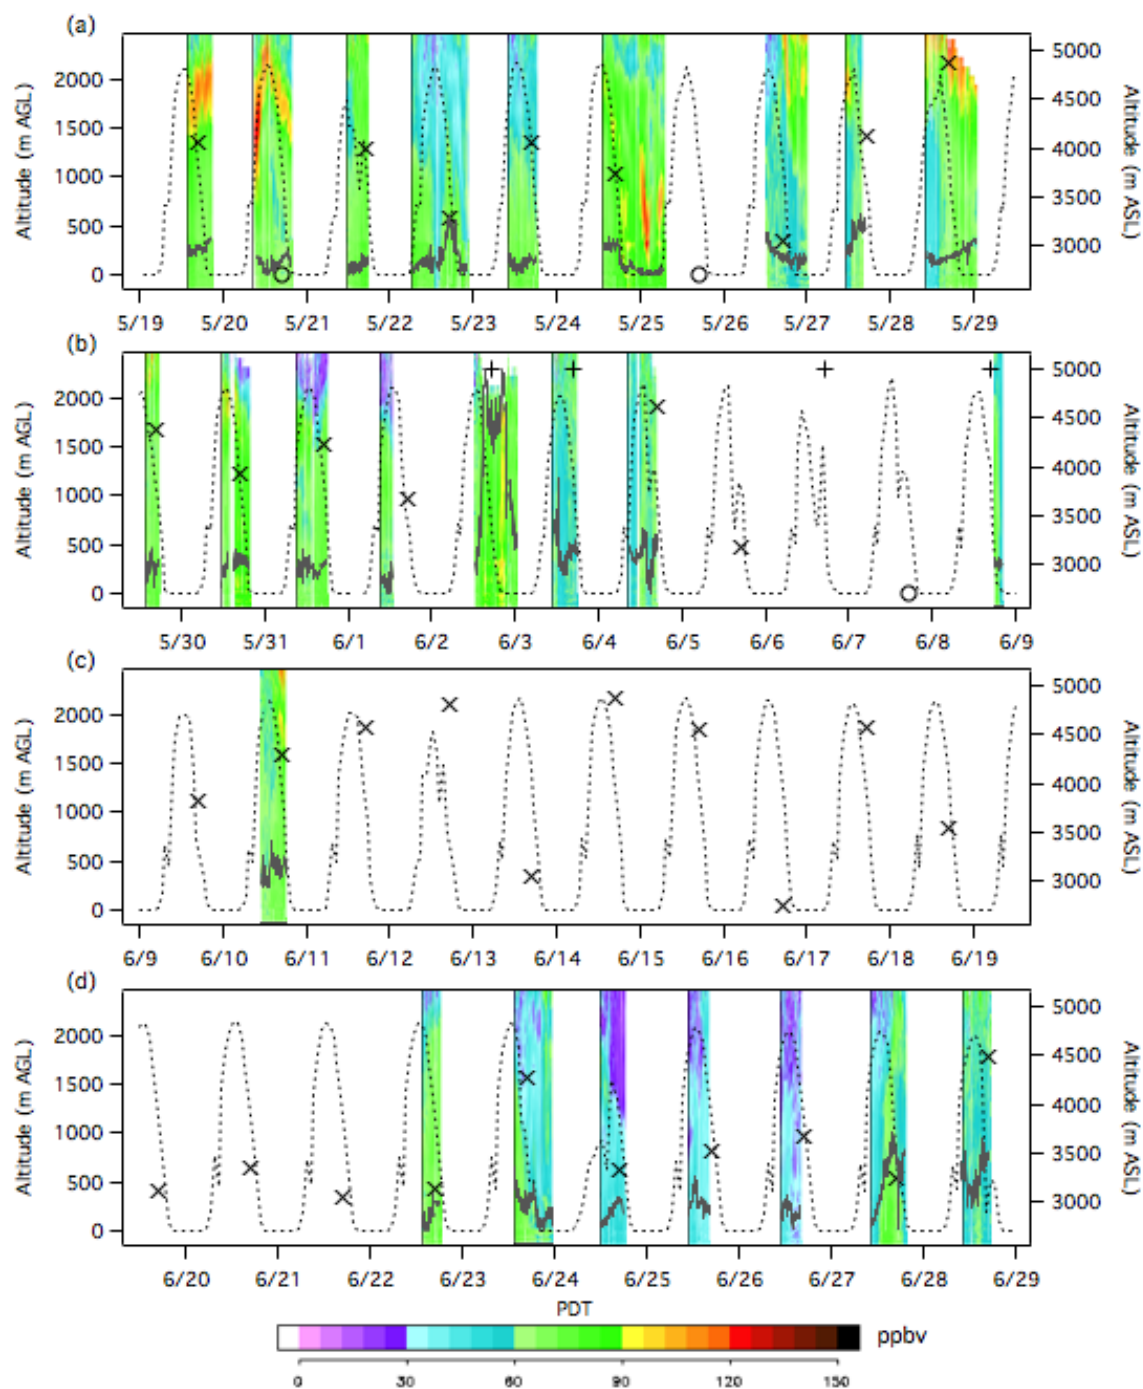 (a)
5000
2000
4500
1500
4000
1000
3500
500
3000
0
Altitude (m AGL)
Altitude (m ASL)
5/19 5/20 5/21 5/22 5/23 5/24 5/25 5/26 5/27 5/28 5/29
(b)
5000
2000
4500
1500
4000
1000
3500
500
3000
0
Altitude (m AGL)
Altitude (m ASL)
5/30 5/31 6/1 6/2 6/3 6/4 6/5 6/6 6/7 6/8 6/9
(c)
5000
2000
4500
1500
4000
1000
3500
500
3000
0
Altitude (m AGL)
Altitude (m ASL)
6/9 6/10 6/11 6/12 6/13 6/14 6/15 6/16 6/17 6/18 6/19
(d)
5000
2000
4500
1500
4000
1000
3500
500
3000
0
Altitude (m AGL)
Altitude (m ASL)
6/20 6/21 6/22 6/23 6/24 6/25 6/26 6/27 6/28 6/29
PDT
ppbv
0 30 60 90 120 150